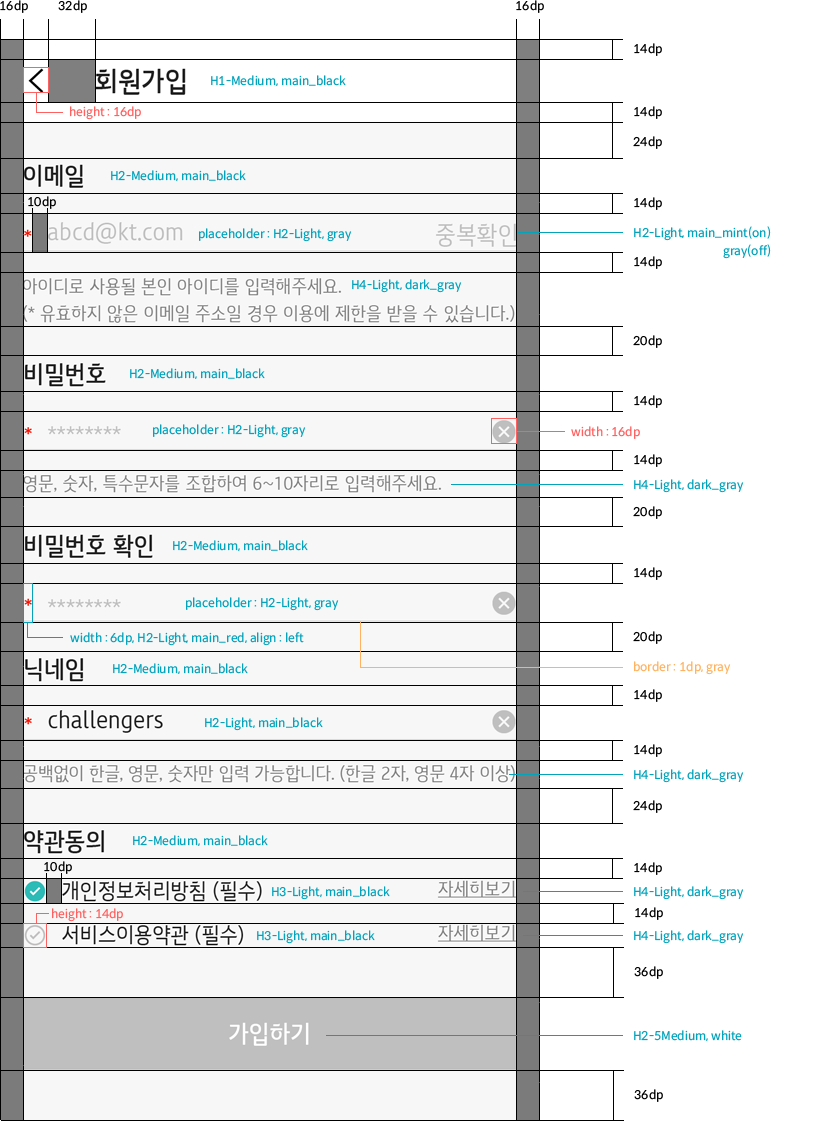 16dp 32dp 16dp
14dp
회원가입 H1-Medium, main_black
height : 16dp 14dp
24dp
이메일 H2-Medium, main_black
10dp 14dp
* abcd@kt.com placeholder : H2-Light, gray 중복확인 H2-Light, main_mint(on)
gray(off)
14dp
아이디로 사용될 본인 아이디를 입력해주세요. H4-Light, dark_gray
(* 유효하지 않은 이메일 주소일 경우 이용에 제한을 받을 수 있습니다.)
20dp
비밀번호 H2-Medium, main_black
14dp
* ******** placeholder : H2-Light, gray width : 16dp
14dp
영문, 숫자, 특수문자를 조합하여 6~10자리로 입력해주세요. H4-Light, dark_gray
20dp
비밀번호 확인 H2-Medium, main_black
14dp
* ******** placeholder : H2-Light, gray
width : 6dp, H2-Light, main_red, align : left 20dp
닉네임 H2-Medium, main_black border : 1dp, gray
14dp
* challengers H2-Light, main_black
14dp
공백없이 한글, 영문, 숫자만 입력 가능합니다. (한글 2자, 영문 4자 이상) H4-Light, dark_gray
24dp
약관동의 H2-Medium, main_black
10dp 14dp
개인정보처리방침 (필수) H3-Light, main_black 자세히보기 H4-Light, dark_gray
height : 14dp 14dp
서비스이용약관 (필수) H3-Light, main_black 자세히보기 H4-Light, dark_gray
36dp
가입하기 H2-5Medium, white
36dp